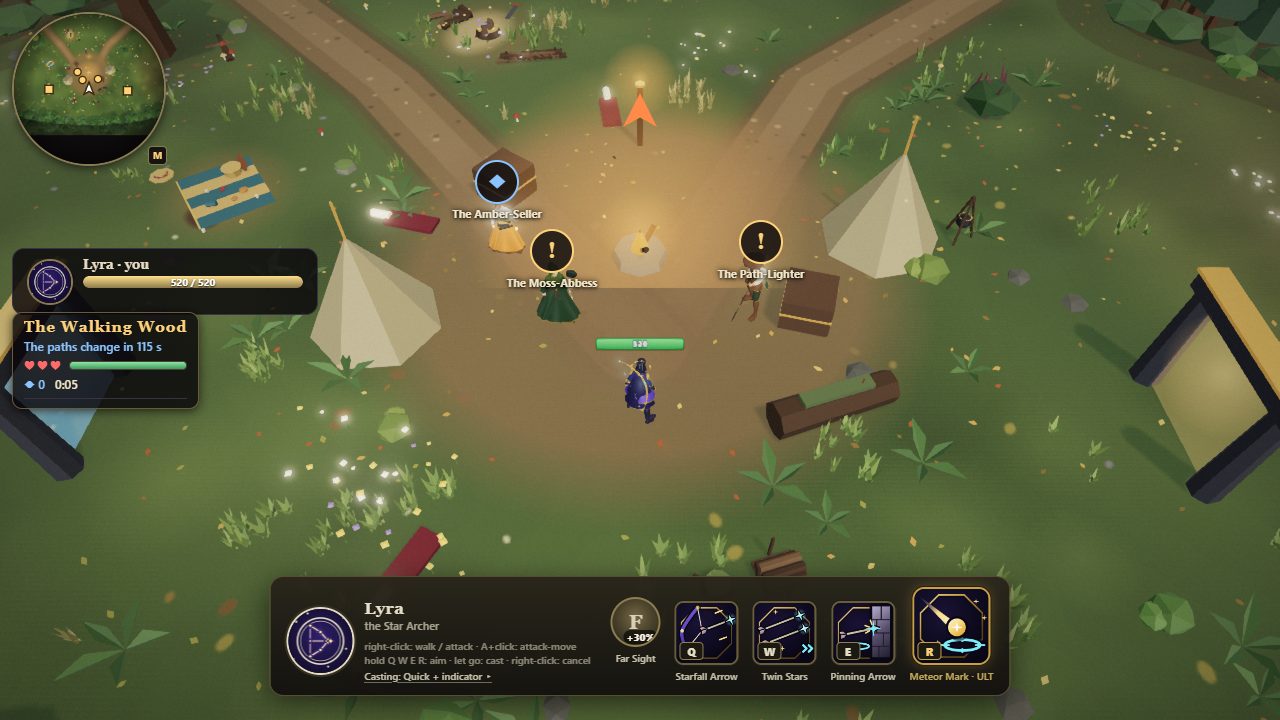 M
The Amber-Seller
!
The Moss-Abbess
!
The Path-Lighter
Lyra · you
520 / 520
The Walking Wood
The paths change in 115 s
0 0:05
520
Lyra
the Star Archer
right-click: walk / attack · A+click: attack-move
hold Q W E R: aim · let go: cast · right-click: cancel
Casting: Quick + indicator
F
+30%
Far Sight
Q
Starfall Arrow
W
Twin Stars
E
Pinning Arrow
R
Meteor Mark · ULT